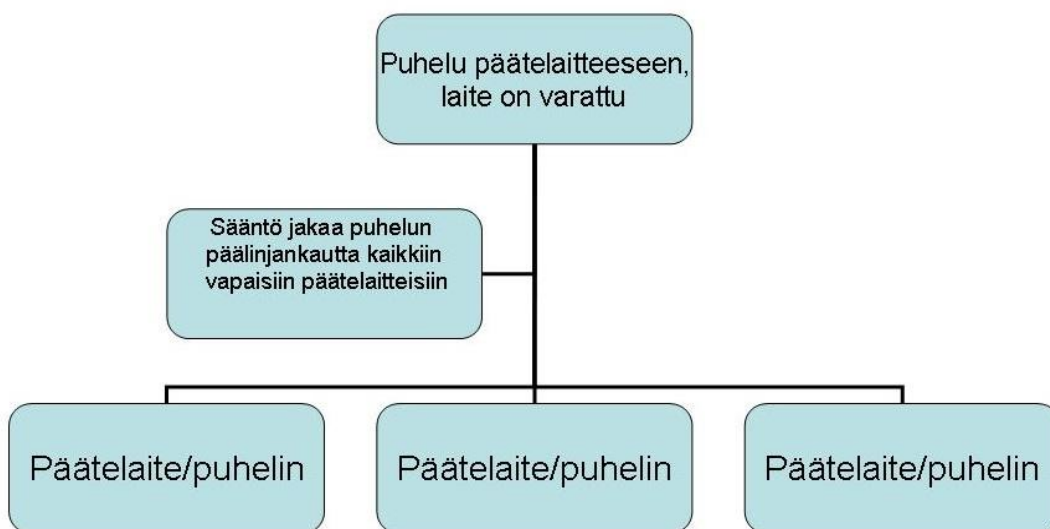 Puhelu päätelaitteeseen,
laite on varattu
Sääntö jakaa puhelun
päälinjankautta kaikkiin
vapaisiin päätelaitteisiin
Päätelaite/puhelin
Päätelaite/puhelin
Päätelaite/puhelin